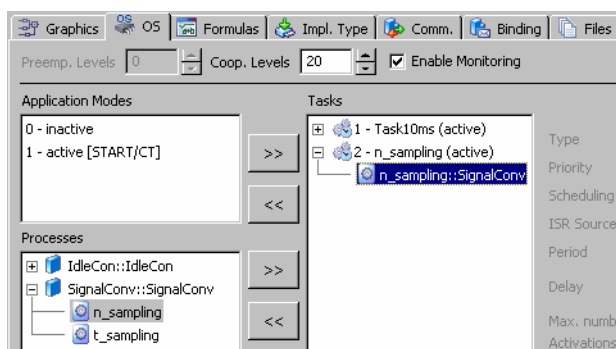 Graphics OS Formulas Impl. Type Comm. Binding Files
Preemp. Levels 0 Coop. Levels 20 Enable Monitoring
Application Modes
0 - inactive
1 - active [START/CT]
>>
<<
Processes
IdleCon::IdleCon
SignalConv::SignalConv
n_sampling
t_sampling
>>
<<
Tasks
1 - Task10ms (active)
2 - n_sampling (active)
n_sampling::SignalConv
Type
Priority
Scheduling
ISR Source
Period
Delay
Max. numb
Activations